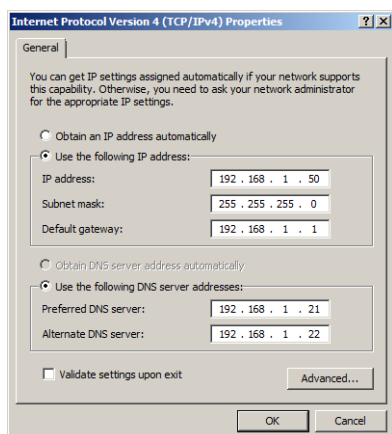 Internet Protocol Version 4 (TCP/IPv4) Properties
General
You can get IP settings assigned automatically if your network supports
this capability. Otherwise, you need to ask your network administrator
for the appropriate IP settings.
Obtain an IP address automatically
Use the following IP address:
IP address: 192 . 168 . 1 . 50
Subnet mask: 255 . 255 . 255 . 0
Default gateway: 192 . 168 . 1 . 1
Obtain DNS server address automatically
Use the following DNS server addresses:
Preferred DNS server: 192 . 168 . 1 . 21
Alternate DNS server: 192 . 168 . 1 . 22
Validate settings upon exit
Advanced...
OK Cancel